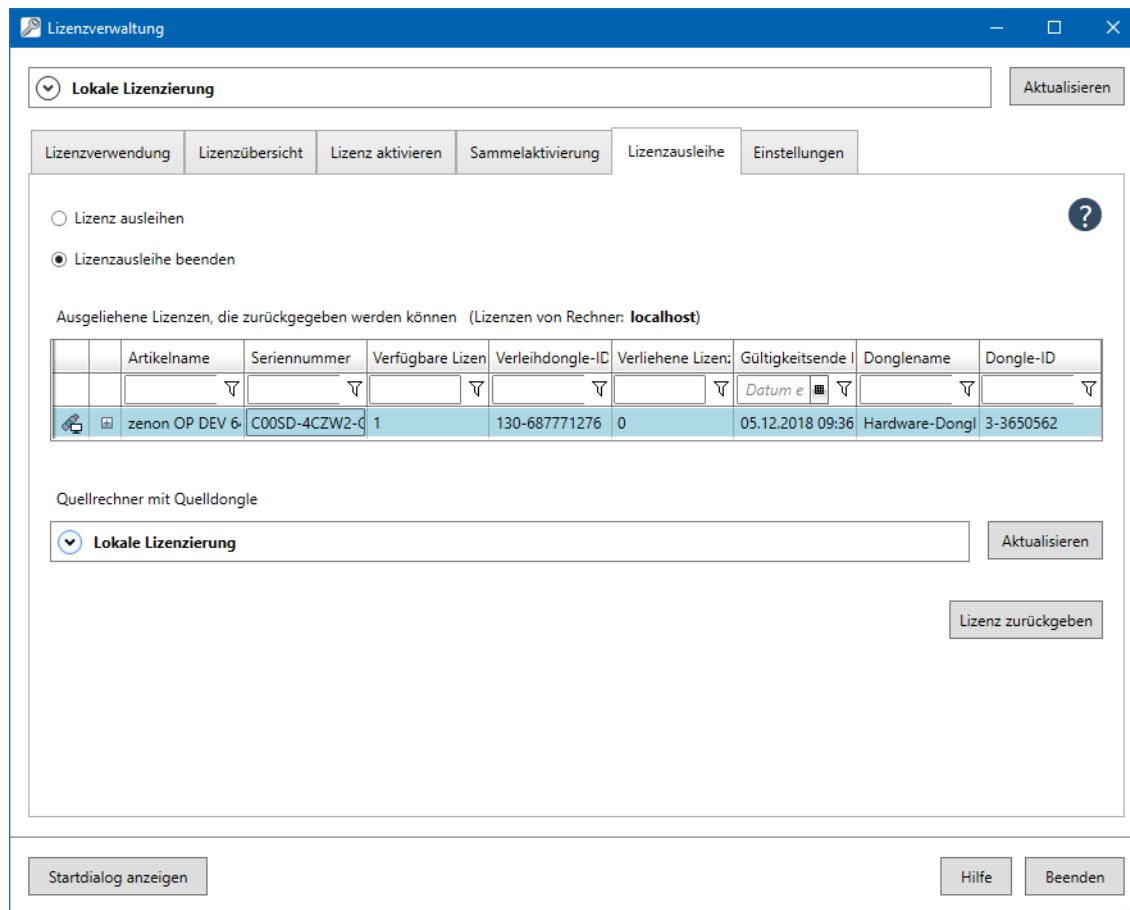 Lizenzverwaltung
Lokale Lizenzierung Aktualisieren
Lizenzverwendung Lizenzübersicht Lizenz aktivieren Sammelaktivierung Lizenzausleihe Einstellungen
Lizenz ausleihen
?
Lizenzausleihe beenden
Ausgeliehene Lizenzen, die zurückgegeben werden können (Lizenzen von Rechner: localhost)
Artikelname Seriennummer Verfügbare Lizen Verleihdongle-ID Verliehene Lizenz Gültigkeitsende Donglename Dongle-ID
Datum e
zenon OP DEV 64 C00SD-4CZW2- 1 130-687771276 0 05.12.2018 09:36 Hardware-Dongl 3-3650562
Quellrechner mit Quelldongle
Lokale Lizenzierung Aktualisieren
Lizenz zurückgeben
Startdialog anzeigen Hilfe Beenden